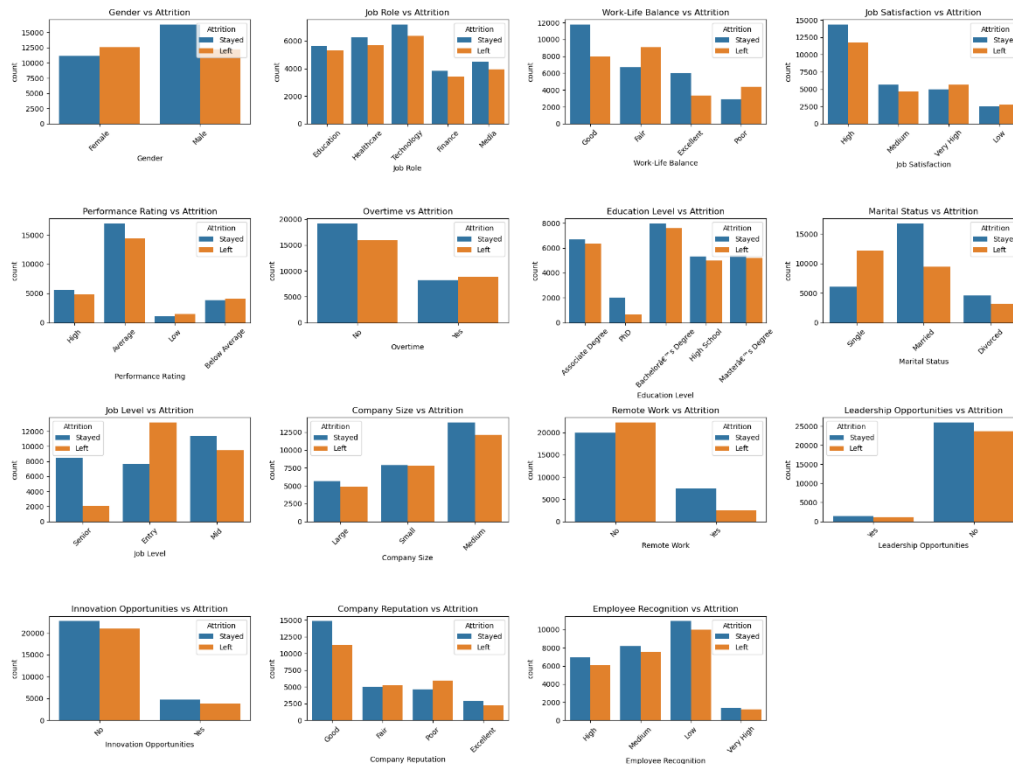 Gender vs Attrition
count
15000
12500
10000
7500
5000
2500
0
Attrition
Stayed
Left
Female
Male
Gender
Job Role vs Attrition
count
6000
4000
2000
0
Attrition
Stayed
Left
Education
Healthcare
Technology
Finance
Media
Job Role
Work-Life Balance vs Attrition
count
12000
10000
8000
6000
4000
2000
0
Attrition
Stayed
Left
Good
Fair
Excellent
Poor
Work-Life Balance
Job Satisfaction vs Attrition
count
15000
12500
10000
7500
5000
2500
0
Attrition
Stayed
Left
High
Medium
Very High
Low
Job Satisfaction
Performance Rating vs Attrition
count
15000
10000
5000
0
Attrition
Stayed
Left
High
Average
Low
Below Average
Performance Rating
Overtime vs Attrition
count
20000
15000
10000
5000
0
Attrition
Stayed
Left
No
Yes
Overtime
Education Level vs Attrition
count
8000
6000
4000
2000
0
Attrition
Stayed
Left
Associate Degree
PhD
Bachelorâ€™s Degree
High School
Masterâ€™s Degree
Education Level
Marital Status vs Attrition
count
15000
10000
5000
0
Attrition
Stayed
Left
Single
Married
Divorced
Marital Status
Job Level vs Attrition
count
12000
10000
8000
6000
4000
2000
0
Attrition
Stayed
Left
Senior
Entry
Mid
Job Level
Company Size vs Attrition
count
12500
10000
7500
5000
2500
0
Attrition
Stayed
Left
Large
Small
Medium
Company Size
Remote Work vs Attrition
count
20000
15000
10000
5000
0
Attrition
Stayed
Left
No
Yes
Remote Work
Leadership Opportunities vs Attrition
count
25000
20000
15000
10000
5000
0
Attrition
Stayed
Left
Yes
No
Leadership Opportunities
Innovation Opportunities vs Attrition
count
20000
15000
10000
5000
0
Attrition
Stayed
Left
No
Yes
Innovation Opportunities
Company Reputation vs Attrition
count
15000
12500
10000
7500
5000
2500
0
Attrition
Stayed
Left
Good
Fair
Poor
Excellent
Company Reputation
Employee Recognition vs Attrition
count
10000
8000
6000
4000
2000
0
Attrition
Stayed
Left
High
Medium
Low
Very High
Employee Recognition